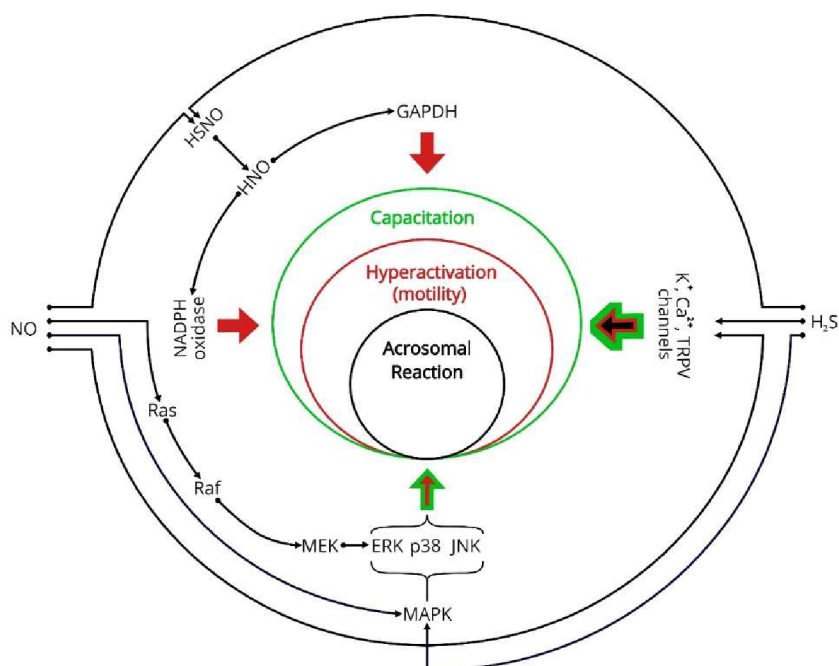 GAPDH
HSNO
HNO
Capacitation
Hyperactivation
(motility)
Acrosomal
Reaction
NADPH
oxidase
K⁺, Ca²⁺, TRPV
channels
NO
H₂S
Ras
Raf
MEK
ERK p38 JNK
MAPK